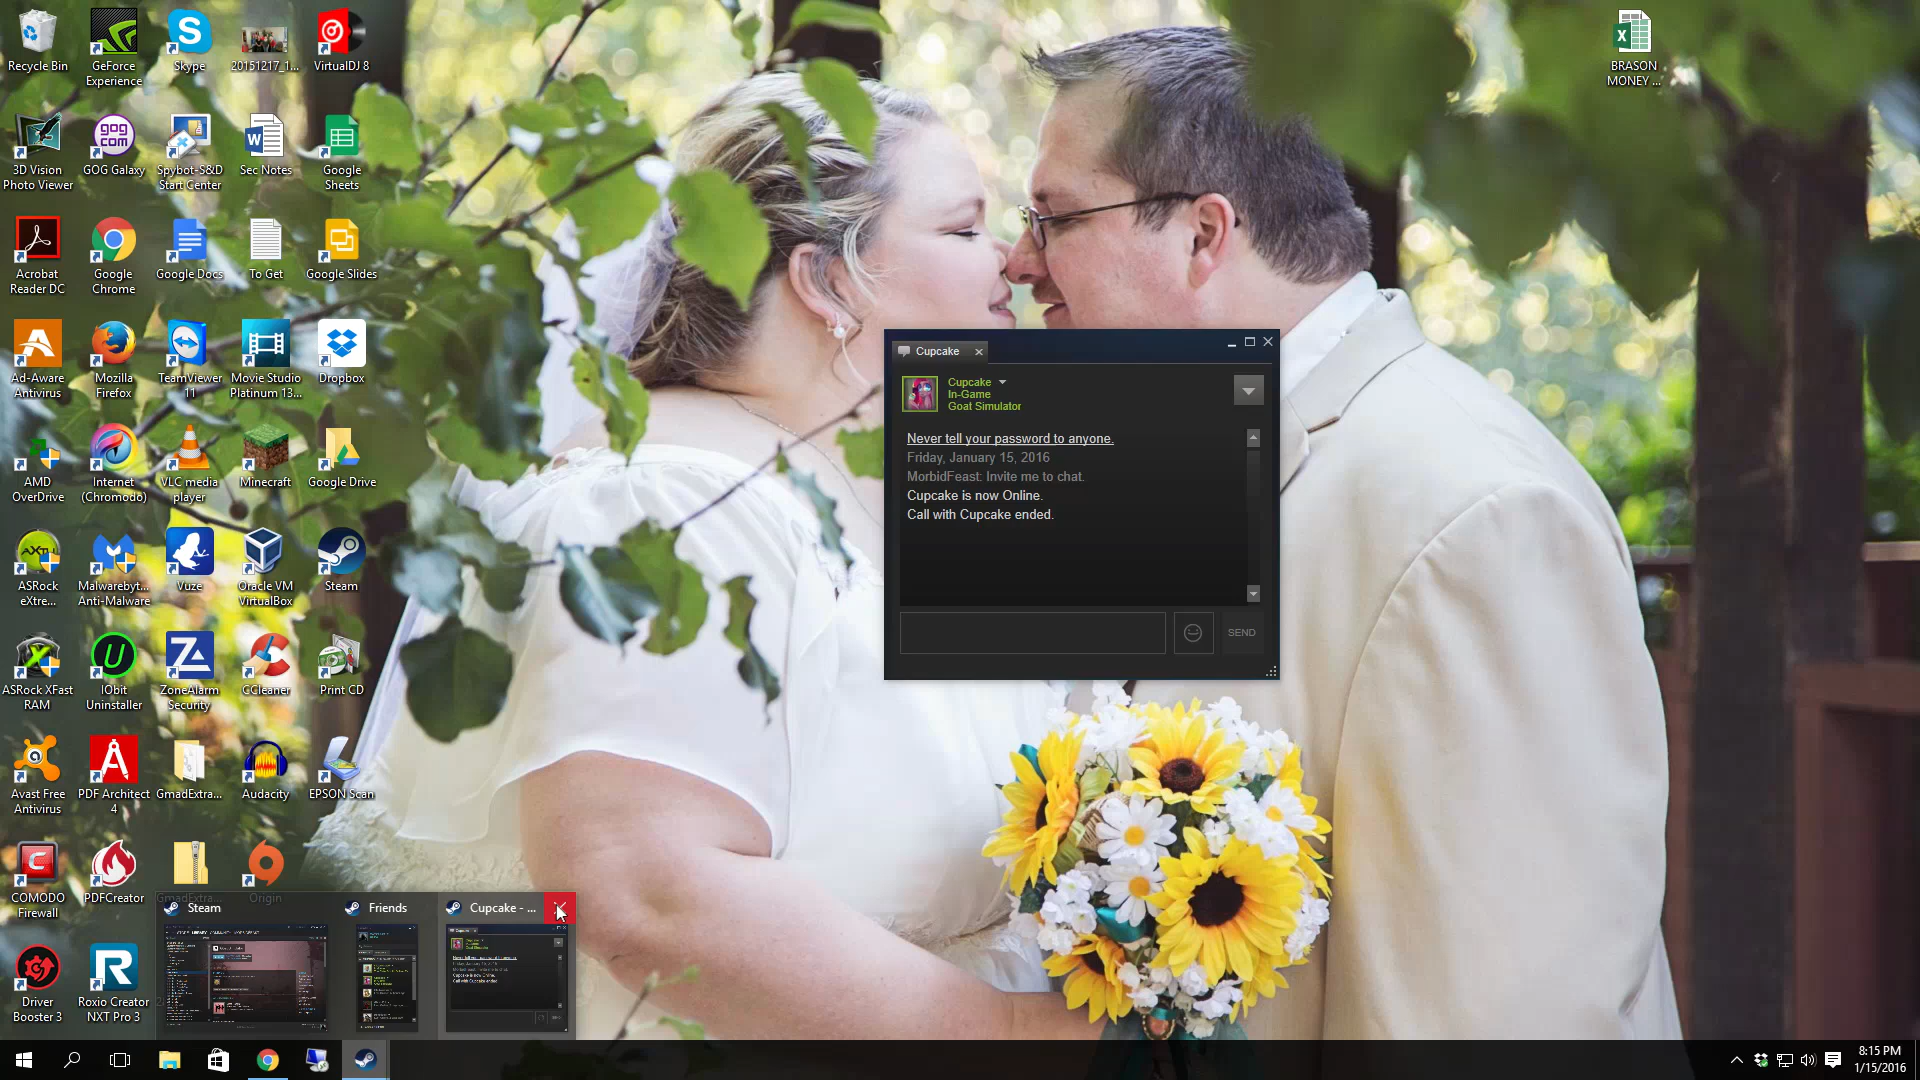 Recycle Bin
GeForce
Experience
Skype
20151217_1...
VirtualDJ 8
BRASON
MONEY ...
3D Vision
Photo Viewer
GOG Galaxy
Spybot-S&D
Start Center
Sec Notes
Google
Sheets
Acrobat
Reader DC
Google
Chrome
Google Docs
To Get
Google Slides
Ad-Aware
Antivirus
Mozilla
Firefox
TeamViewer
11
Movie Studio
Platinum 13...
Dropbox
AMD
OverDrive
Internet
(Chromodo)
VLC media
player
Minecraft
Google Drive
ASRock
eXtre...
Malwarebyt...
Anti-Malware
Vuze
Oracle VM
VirtualBox
Steam
ASRock XFast
RAM
IObit
Uninstaller
ZoneAlarm
Security
CCleaner
Print CD
Avast Free
Antivirus
PDF Architect
4
GmadExtra...
Audacity
EPSON Scan
COMODO
Firewall
PDFCreator
GmadExtra...
Origin
Driver
Booster 3
Roxio Creator
NXT Pro 3
Cupcake
Cupcake
In-Game
Goat Simulator
Never tell your password to anyone.
Friday, January 15, 2016
MorbidFeast: Invite me to chat.
Cupcake is now Online.
Call with Cupcake ended.
SEND
Steam
Friends
Cupcake - ...
8:15 PM
1/15/2016